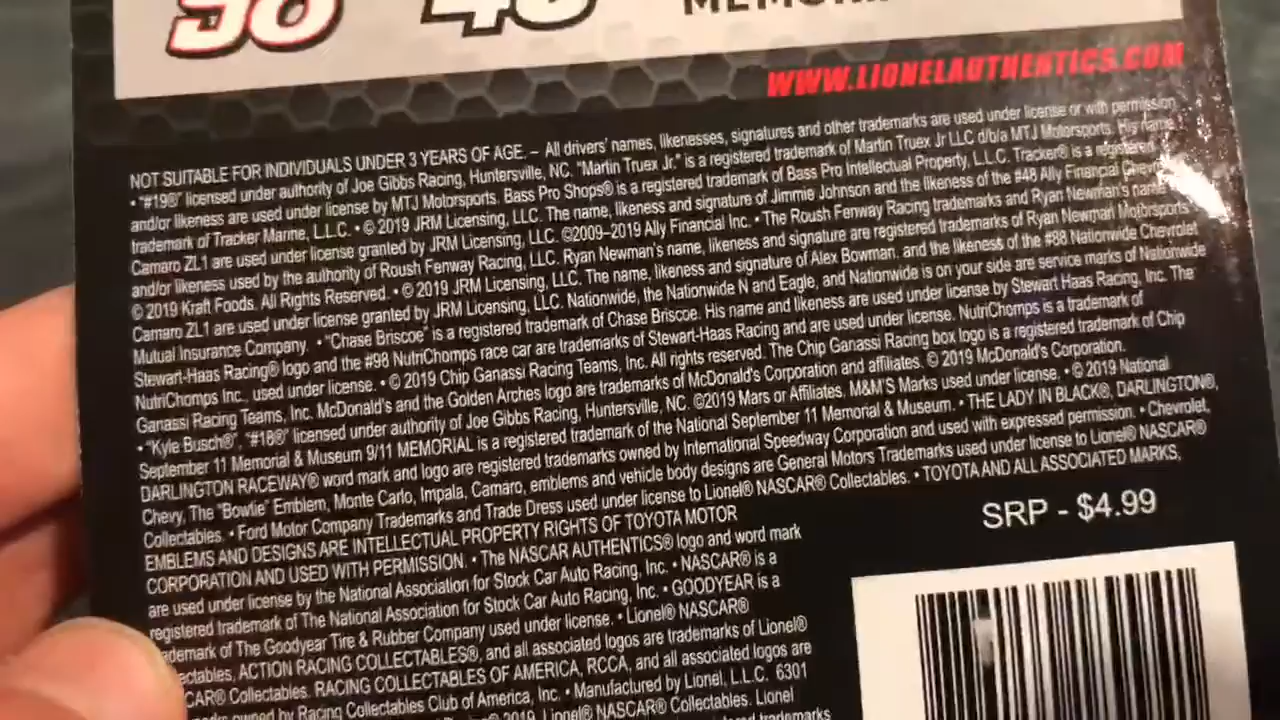 98 48
WWW.LIONELAUTHENTICS.COM
NOT SUITABLE FOR INDIVIDUALS UNDER 3 YEARS OF AGE. – All drivers' names, likenesses, signatures and other trademarks are used under license or with permission.
• "#19®" licensed under authority of Joe Gibbs Racing, Huntersville, NC. "Martin Truex Jr." is a registered trademark of Martin Truex Jr LLC d/b/a MTJ Motorsports. His name
and/or likeness are used under license by MTJ Motorsports. Bass Pro Shops® is a registered trademark of Bass Pro Intellectual Property, L.L.C. Tracker® is a registered
trademark of Tracker Marine, L.L.C. • © 2019 JRM Licensing, LLC. The name, likeness and signature of Jimmie Johnson and the likeness of the #48 Ally Financial Chevrolet
Camaro ZL1 are used under license granted by JRM Licensing, LLC. ©2009–2019 Ally Financial Inc. • The Roush Fenway Racing trademarks and Ryan Newman's name
and/or likeness used by the authority of Roush Fenway Racing, LLC. Ryan Newman's name, likeness and signature are registered trademarks of Ryan Newman Motorsports.
© 2019 Kraft Foods. All Rights Reserved. • © 2019 JRM Licensing, LLC. The name, likeness and signature of Alex Bowman. and the likeness of the #88 Nationwide Chevrolet
Camaro ZL1 are used under license granted by JRM Licensing, LLC. Nationwide, the Nationwide N and Eagle, and Nationwide is on your side are service marks of Nationwide
Mutual Insurance Company. • "Chase Briscoe" is a registered trademark of Chase Briscoe. His name and likeness are used under license by Stewart Haas Racing, Inc. The
Stewart-Haas Racing® logo and the #98 NutriChomps race car are trademarks of Stewart-Haas Racing and are used under license. NutriChomps is a trademark of
NutriChomps Inc., used under license. • © 2019 Chip Ganassi Racing Teams, Inc. All rights reserved. The Chip Ganassi Racing box logo is a registered trademark of Chip
Ganassi Racing Teams, Inc. McDonald's and the Golden Arches logo are trademarks of McDonald's Corporation and affiliates. © 2019 McDonald's Corporation.
• "Kyle Busch®", "#18®" licensed under authority of Joe Gibbs Racing, Huntersville, NC. ©2019 Mars or Affiliates. M&M'S Marks used under license. • © 2019 National
September 11 Memorial & Museum 9/11 MEMORIAL is a registered trademark of the National September 11 Memorial & Museum. • THE LADY IN BLACK®, DARLINGTON®,
DARLINGTON RACEWAY® word mark and logo are registered trademarks owned by International Speedway Corporation and used with expressed permission. • Chevrolet,
Chevy, The "Bowtie" Emblem, Monte Carlo, Impala, Camaro, emblems and vehicle body designs are General Motors Trademarks used under license to Lionel® NASCAR®
Collectables. • Ford Motor Company Trademarks and Trade Dress used under license to Lionel® NASCAR® Collectables. • TOYOTA AND ALL ASSOCIATED MARKS,
EMBLEMS AND DESIGNS ARE INTELLECTUAL PROPERTY RIGHTS OF TOYOTA MOTOR
CORPORATION AND USED WITH PERMISSION. • The NASCAR AUTHENTICS® logo and word mark
are used under license by the National Association for Stock Car Auto Racing, Inc. • NASCAR® is a
registered trademark of The National Association for Stock Car Auto Racing, Inc. • GOODYEAR is a
ademark of The Goodyear Tire & Rubber Company used under license. • Lionel® NASCAR®
ectables, ACTION RACING COLLECTABLES®, and all associated logos are trademarks of Lionel®
CAR® Collectables. RACING COLLECTABLES OF AMERICA, RCCA, and all associated logos are
owned by Racing Collectables Club of America, Inc. • Manufactured by Lionel, L.L.C. 6301
2019 Lionel® NASCAR® Collectables. Lionel
trademarks
SRP - $4.99